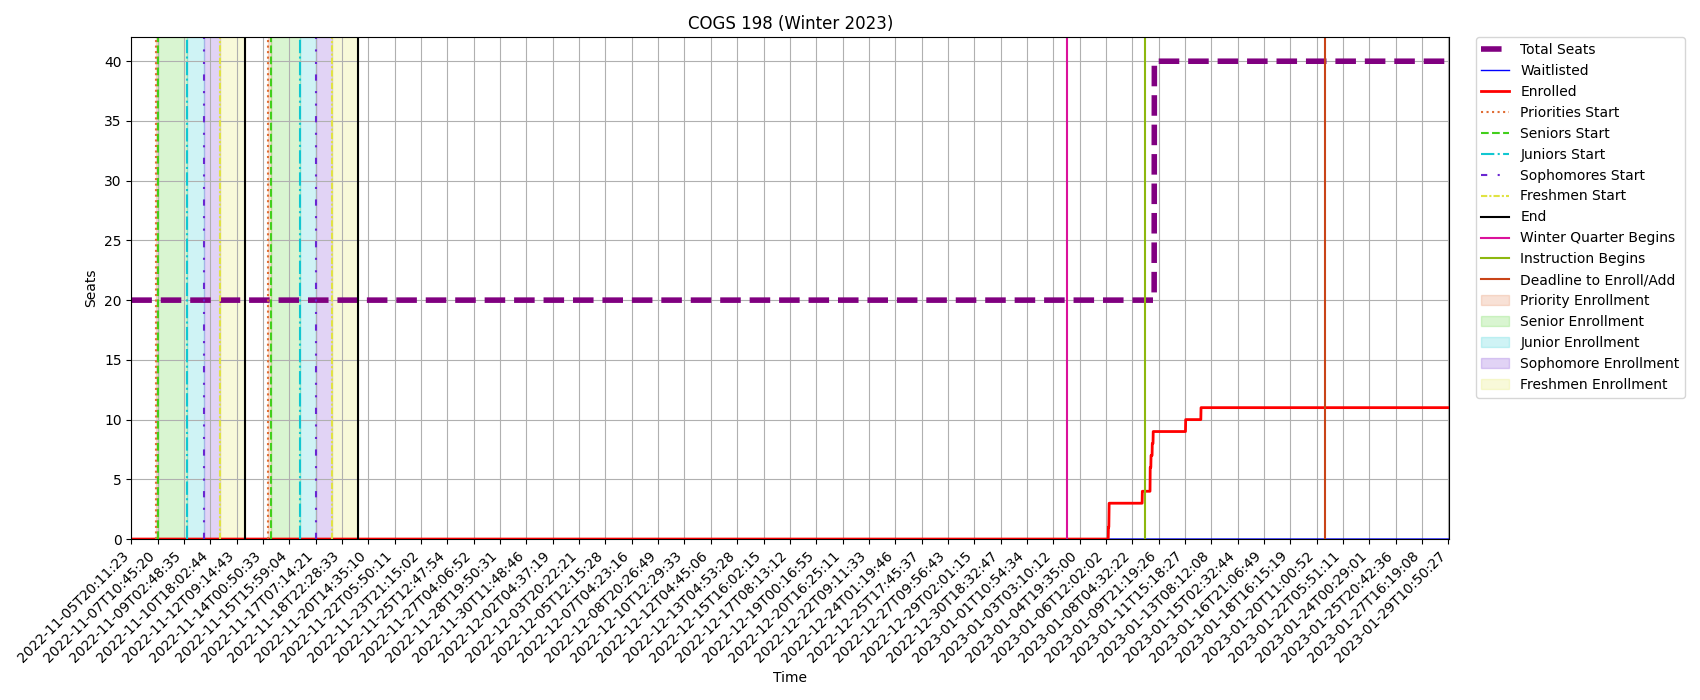 COGS 198 (Winter 2023)
Seats
40
35
30
25
20
15
10
5
0
2022-11-05T20:11:23
2022-11-07T10:45:20
2022-11-09T02:48:35
2022-11-10T18:02:44
2022-11-12T09:14:43
2022-11-14T00:50:33
2022-11-15T15:59:04
2022-11-17T07:14:21
2022-11-18T22:28:33
2022-11-20T14:35:10
2022-11-22T05:50:11
2022-11-23T21:15:02
2022-11-25T12:47:54
2022-11-27T04:06:52
2022-11-28T19:50:31
2022-11-30T11:48:46
2022-12-02T04:37:19
2022-12-03T20:22:21
2022-12-05T12:15:28
2022-12-07T04:23:16
2022-12-08T20:26:49
2022-12-10T12:29:33
2022-12-12T04:45:06
2022-12-13T04:53:28
2022-12-15T16:02:15
2022-12-17T08:13:12
2022-12-19T00:16:55
2022-12-20T16:25:11
2022-12-22T09:11:33
2022-12-24T01:19:46
2022-12-25T17:45:37
2022-12-27T09:56:43
2022-12-29T02:01:15
2022-12-30T18:32:47
2023-01-01T10:54:34
2023-01-03T03:10:12
2023-01-04T19:35:00
2023-01-06T12:02:02
2023-01-08T04:32:22
2023-01-09T21:19:26
2023-01-11T15:18:27
2023-01-13T08:12:08
2023-01-15T02:32:44
2023-01-16T21:06:49
2023-01-18T16:15:19
2023-01-20T11:00:52
2023-01-22T05:51:11
2023-01-24T00:29:01
2023-01-25T20:42:36
2023-01-27T16:19:08
2023-01-29T10:50:27
Time
Total Seats
Waitlisted
Enrolled
Priorities Start
Seniors Start
Juniors Start
Sophomores Start
Freshmen Start
End
Winter Quarter Begins
Instruction Begins
Deadline to Enroll/Add
Priority Enrollment
Senior Enrollment
Junior Enrollment
Sophomore Enrollment
Freshmen Enrollment